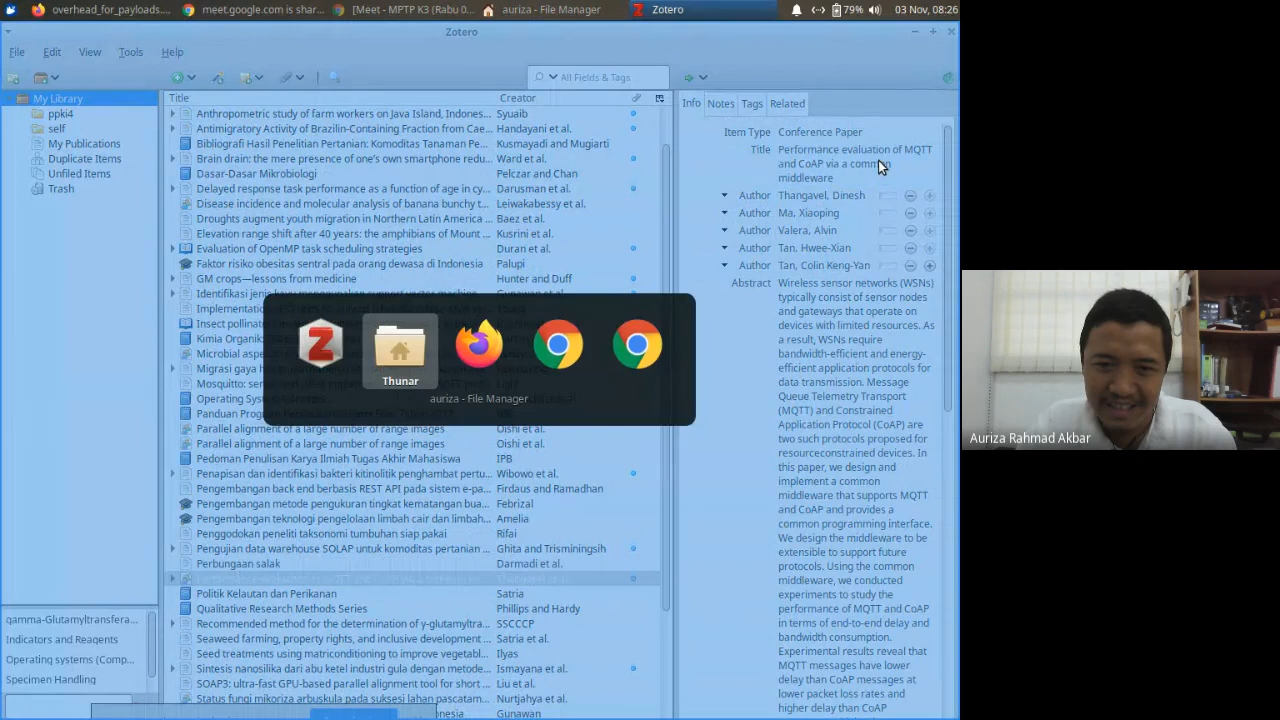 overhead_for_payloads....
meet.google.com is shar...
[Meet - MPTP K3 (Rabu 0...
auriza - File Manager
Zotero
79%
03 Nov, 08:26
Zotero
File Edit View Tools Help
All Fields & Tags
My Library
ppki4
self
My Publications
Duplicate Items
Unfiled Items
Trash
gamma-Glutamyltransfera...
Indicators and Reagents
Operating systems (Comp...
Specimen Handling
Title Creator
Anthropometric study of farm workers on Java Island, Indones... Syuaib
Antimigratory Activity of Brazilin-Containing Fraction from Cae... Handayani et al.
Bibliografi Hasil Penelitian Pertanian: Komoditas Tanaman Pe... Kusmayadi and Mugiarti
Brain drain: the mere presence of one's own smartphone redu... Ward et al.
Dasar-Dasar Mikrobiologi Pelczar and Chan
Delayed response task performance as a function of age in cy... Darusman et al.
Disease incidence and molecular analysis of banana bunchy t... Leiwakabessy et al.
Droughts augment youth migration in Northern Latin America ... Baez et al.
Elevation range shift after 40 years: the amphibians of Mount ... Kusrini et al.
Evaluation of OpenMP task scheduling strategies Duran et al.
Faktor risiko obesitas sentral pada orang dewasa di Indonesia Palupi
GM crops—lessons from medicine Hunter and Duff
Identifikasi jenis
Implementation
Insect pollinat
Kimia Organik:
Microbial aspe
Migrasi gaya
Mosquito:
Operating Syst
Panduan Program
Parallel alignment of a large number of range images Oishi et al.
Parallel alignment of a large number of range images Oishi et al.
Pedoman Penulisan Karya Ilmiah Tugas Akhir Mahasiswa IPB
Penapisan dan identifikasi bakteri kitinolitik penghambat pertu... Wibowo et al.
Pengembangan back end berbasis REST API pada sistem e-pa... Firdaus and Ramadhan
Pengembangan metode pengukuran tingkat kematangan bua... Febrizal
Pengembangan teknologi pengelolaan limbah cair dan limbah... Amelia
Penggodokan peneliti taksonomi tumbuhan siap pakai Rifai
Pengujian data warehouse SOLAP untuk komoditas pertanian ... Ghita and Trisminingsih
Perbungaan salak Darmadi et al.
Politik Kelautan dan Perikanan Satria
Qualitative Research Methods Series Phillips and Hardy
Recommended method for the determination of γ-glutamyltra... SSCCCP
Seaweed farming, property rights, and inclusive development ... Satria et al.
Seed treatments using matriconditioning to improve vegetabl... Ilyas
Sintesis nanosilika dari abu ketel industri gula dengan metode... Ismayana et al.
SOAP3: ultra-fast GPU-based parallel alignment tool for short ... Liu et al.
Status fungi mikoriza arbuskula pada suksesi lahan pascatam... Nurtjahya et al.
Gunawan
Thunar
auriza - File Manager
Info Notes Tags Related
Item Type Conference Paper
Title Performance evaluation of MQTT
and CoAP via a common
middleware
Author Thangavel, Dinesh
Author Ma, Xiaoping
Author Valera, Alvin
Author Tan, Hwee-Xian
Author Tan, Colin Keng-Yan
Abstract Wireless sensor networks (WSNs)
typically consist of sensor nodes
and gateways that operate on
devices with limited resources. As
a result, WSNs require
bandwidth-efficient and energy-
efficient application protocols for
data transmission. Message
Queue Telemetry Transport
(MQTT) and Constrained
Application Protocol (CoAP) are
two such protocols proposed for
resourceconstrained devices. In
this paper, we design and
implement a common
middleware that supports MQTT
and CoAP and provides a
common programming interface.
We design the middleware to be
extensible to support future
protocols. Using the common
middleware, we conducted
experiments to study the
performance of MQTT and CoAP
in terms of end-to-end delay and
bandwidth consumption.
Experimental results reveal that
MQTT messages have lower
delay than CoAP messages at
lower packet loss rates and
higher delay than CoAP
Auriza Rahmad Akbar